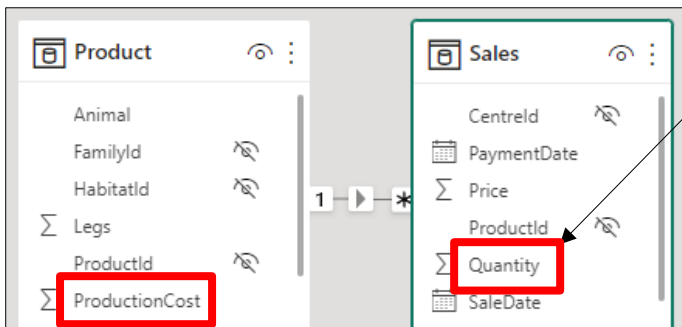 Product
Animal
FamilyId
HabitatId
Legs
ProductId
ProductionCost
1
*
Sales
CentreId
PaymentDate
Price
ProductId
Quantity
SaleDate